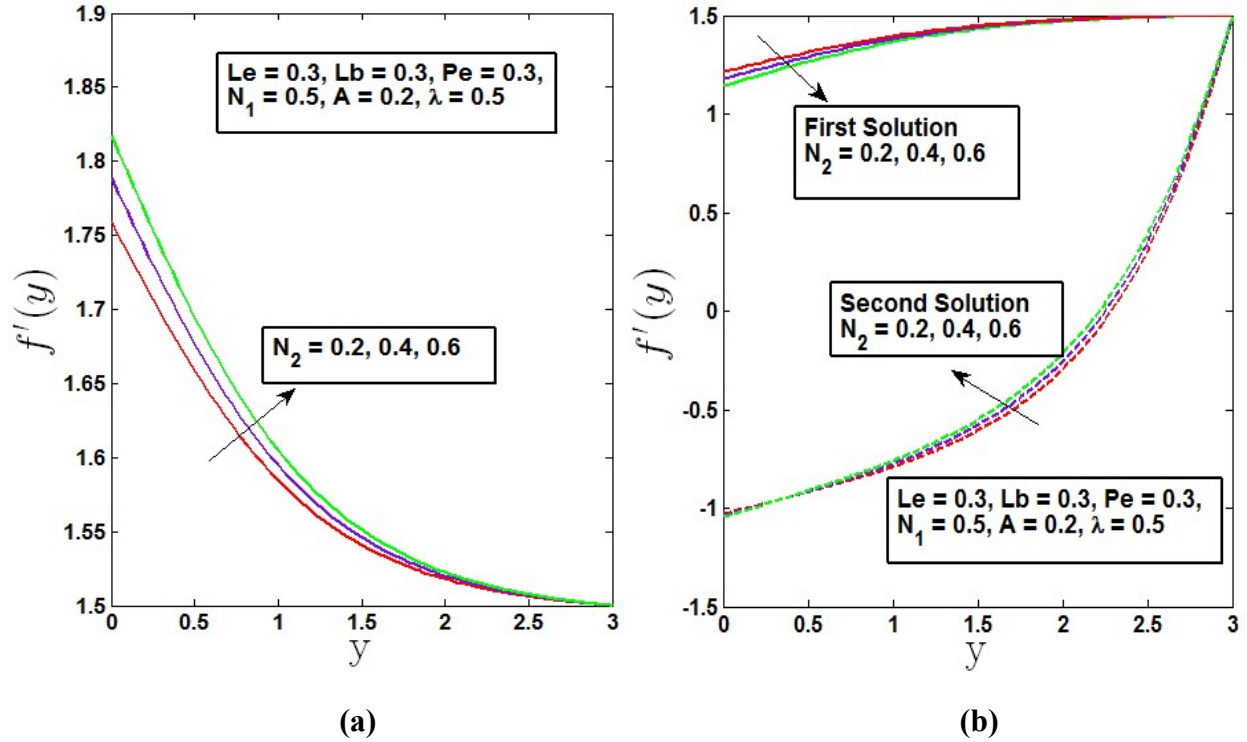 1.9
1.85
1.8
1.75
1.7
1.65
1.6
1.55
1.5
f'(y)
Le = 0.3, Lb = 0.3, Pe = 0.3,
N1 = 0.5, A = 0.2, λ = 0.5
N2 = 0.2, 0.4, 0.6
0 0.5 1 1.5 2 2.5 3
y
(a)
1.5
1
0.5
0
-0.5
-1
-1.5
f'(y)
First Solution
N2 = 0.2, 0.4, 0.6
Second Solution
N2 = 0.2, 0.4, 0.6
Le = 0.3, Lb = 0.3, Pe = 0.3,
N1 = 0.5, A = 0.2, λ = 0.5
0 0.5 1 1.5 2 2.5 3
y
(b)